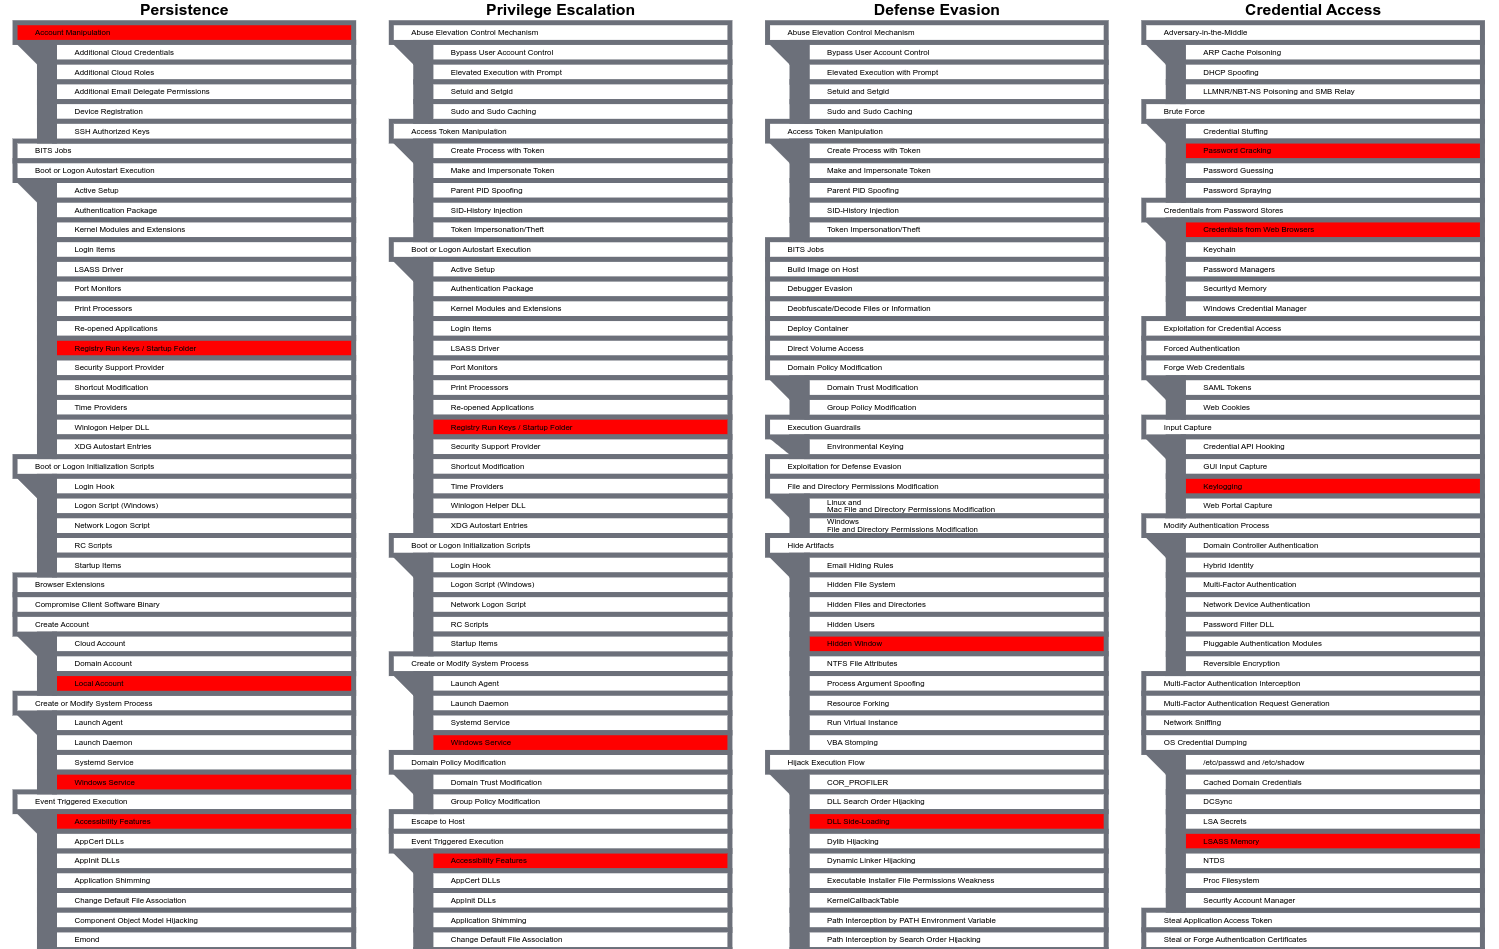 Persistence
Account Manipulation
Additional Cloud Credentials
Additional Cloud Roles
Additional Email Delegate Permissions
Device Registration
SSH Authorized Keys
BITS Jobs
Boot or Logon Autostart Execution
Active Setup
Authentication Package
Kernel Modules and Extensions
Login Items
LSASS Driver
Port Monitors
Print Processors
Re-opened Applications
Registry Run Keys / Startup Folder
Security Support Provider
Shortcut Modification
Time Providers
Winlogon Helper DLL
XDG Autostart Entries
Boot or Logon Initialization Scripts
Login Hook
Logon Script (Windows)
Network Logon Script
RC Scripts
Startup Items
Browser Extensions
Compromise Client Software Binary
Create Account
Cloud Account
Domain Account
Local Account
Create or Modify System Process
Launch Agent
Launch Daemon
Systemd Service
Windows Service
Event Triggered Execution
Accessibility Features
AppCert DLLs
AppInit DLLs
Application Shimming
Change Default File Association
Component Object Model Hijacking
Emond
Privilege Escalation
Abuse Elevation Control Mechanism
Bypass User Account Control
Elevated Execution with Prompt
Setuid and Setgid
Sudo and Sudo Caching
Access Token Manipulation
Create Process with Token
Make and Impersonate Token
Parent PID Spoofing
SID-History Injection
Token Impersonation/Theft
Boot or Logon Autostart Execution
Active Setup
Authentication Package
Kernel Modules and Extensions
Login Items
LSASS Driver
Port Monitors
Print Processors
Re-opened Applications
Registry Run Keys / Startup Folder
Security Support Provider
Shortcut Modification
Time Providers
Winlogon Helper DLL
XDG Autostart Entries
Boot or Logon Initialization Scripts
Login Hook
Logon Script (Windows)
Network Logon Script
RC Scripts
Startup Items
Create or Modify System Process
Launch Agent
Launch Daemon
Systemd Service
Windows Service
Domain Policy Modification
Domain Trust Modification
Group Policy Modification
Escape to Host
Event Triggered Execution
Accessibility Features
AppCert DLLs
AppInit DLLs
Application Shimming
Change Default File Association
Defense Evasion
Abuse Elevation Control Mechanism
Bypass User Account Control
Elevated Execution with Prompt
Setuid and Setgid
Sudo and Sudo Caching
Access Token Manipulation
Create Process with Token
Make and Impersonate Token
Parent PID Spoofing
SID-History Injection
Token Impersonation/Theft
BITS Jobs
Build Image on Host
Debugger Evasion
Deobfuscate/Decode Files or Information
Deploy Container
Direct Volume Access
Domain Policy Modification
Domain Trust Modification
Group Policy Modification
Execution Guardrails
Environmental Keying
Exploitation for Defense Evasion
File and Directory Permissions Modification
Linux and
Mac File and Directory Permissions Modification
Windows
File and Directory Permissions Modification
Hide Artifacts
Email Hiding Rules
Hidden File System
Hidden Files and Directories
Hidden Users
Hidden Window
NTFS File Attributes
Process Argument Spoofing
Resource Forking
Run Virtual Instance
VBA Stomping
Hijack Execution Flow
COR_PROFILER
DLL Search Order Hijacking
DLL Side-Loading
Dylib Hijacking
Dynamic Linker Hijacking
Executable Installer File Permissions Weakness
KernelCallbackTable
Path Interception by PATH Environment Variable
Path Interception by Search Order Hijacking
Credential Access
Adversary-in-the-Middle
ARP Cache Poisoning
DHCP Spoofing
LLMNR/NBT-NS Poisoning and SMB Relay
Brute Force
Credential Stuffing
Password Cracking
Password Guessing
Password Spraying
Credentials from Password Stores
Credentials from Web Browsers
Keychain
Password Managers
Securityd Memory
Windows Credential Manager
Exploitation for Credential Access
Forced Authentication
Forge Web Credentials
SAML Tokens
Web Cookies
Input Capture
Credential API Hooking
GUI Input Capture
Keylogging
Web Portal Capture
Modify Authentication Process
Domain Controller Authentication
Hybrid Identity
Multi-Factor Authentication
Network Device Authentication
Password Filter DLL
Pluggable Authentication Modules
Reversible Encryption
Multi-Factor Authentication Interception
Multi-Factor Authentication Request Generation
Network Sniffing
OS Credential Dumping
/etc/passwd and /etc/shadow
Cached Domain Credentials
DCSync
LSA Secrets
LSASS Memory
NTDS
Proc Filesystem
Security Account Manager
Steal Application Access Token
Steal or Forge Authentication Certificates